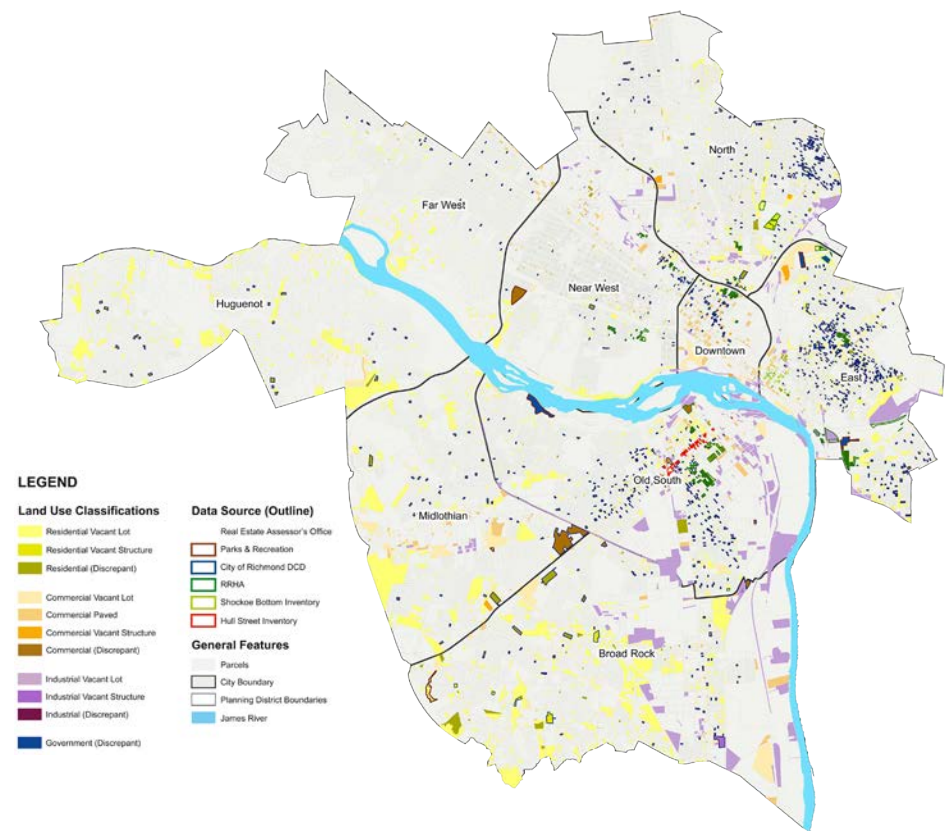 North
Far West
Near West
Huguenot
Downtown
East
Old South
Midlothian
Broad Rock
LEGEND
Land Use Classifications
Residential Vacant Lot
Residential Vacant Structure
Residential (Discrepant)
Commercial Vacant Lot
Commercial Paved
Commercial Vacant Structure
Commercial (Discrepant)
Industrial Vacant Lot
Industrial Vacant Structure
Industrial (Discrepant)
Government (Discrepant)
Data Source (Outline)
Real Estate Assessor's Office
Parks & Recreation
City of Richmond DCD
RRHA
Shockoe Bottom Inventory
Hull Street Inventory
General Features
Parcels
City Boundary
Planning District Boundaries
James River